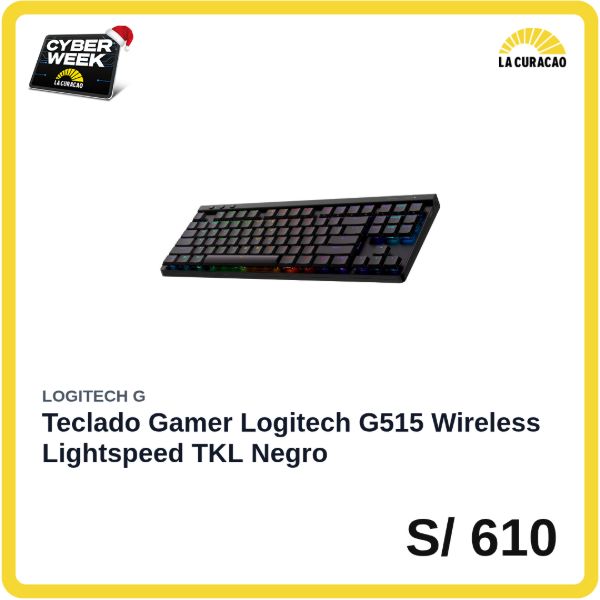 CYBER
WEEK
LA CURACAO
LA CURACAO
LOGITECH G
Teclado Gamer Logitech G515 Wireless
Lightspeed TKL Negro
S/ 610